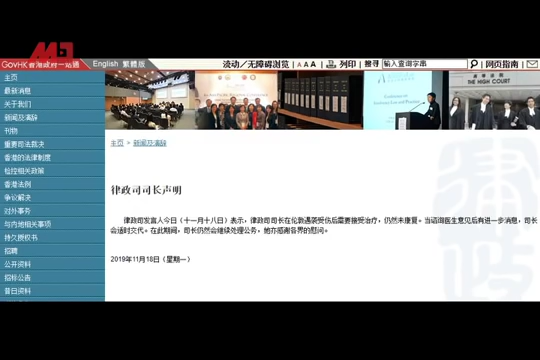 GOVHK 香港政府一站通
English 繁體版
流动／无障碍浏览 | A A A | 列印 | 搜寻 输入查询字串 | 网页指南
主页
最新消息
关于我们
新闻及演辞
刊物
重要司法裁决
香港的法律制度
检控相关政策
香港法例
争议解决
对外事务
与内地相关事项
持久授权书
招聘
公开资料
招标公告
昔日资料
THE HIGH COURT
主页 > 新闻及演辞
律政司司长声明
律政司发言人今日（十一月十八日）表示，律政司司长在伦敦遇袭受伤后需要接受治疗，仍然未康复。当谘询医生意见后有进一步消息，司长
会适时交代。在此期间，司长仍然会继续处理公务，她亦感谢各界的慰问。
2019年11月18日（星期一）